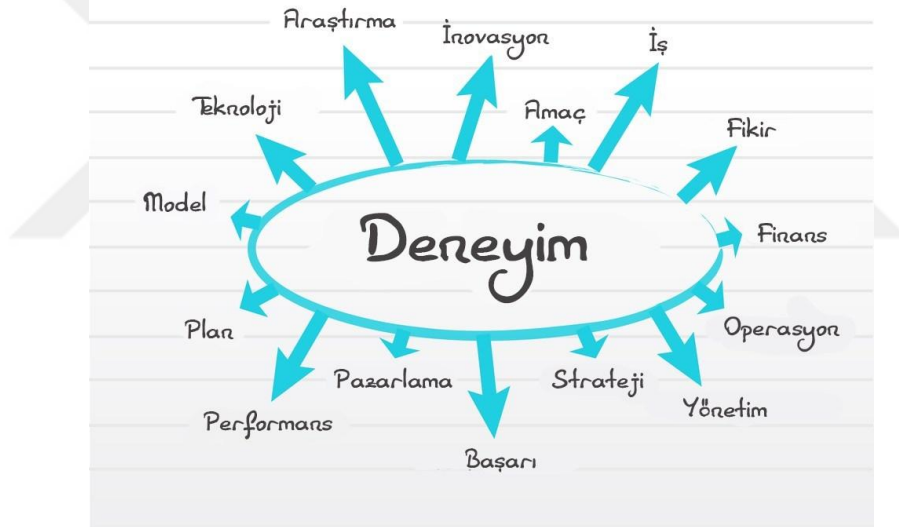 Araştırma
İnovasyon
İş
Teknoloji
Amaç
Fikir
Model
Deneyim
Finans
Plan
Operasyon
Pazarlama
Strateji
Performans
Yönetim
Başarı